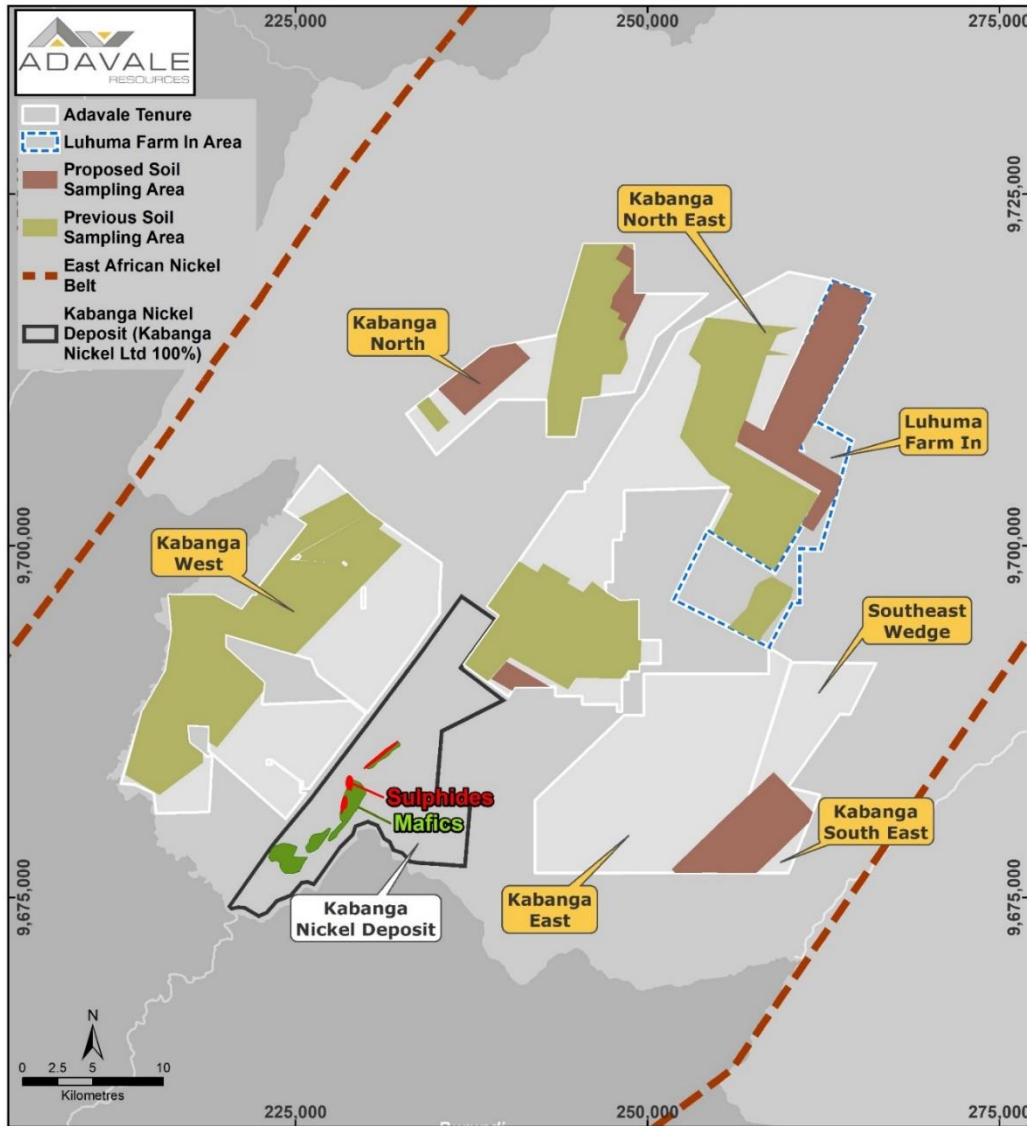 225,000
250,000
275,000
ADAVALE
RESOURCES
Adavale Tenure
Luhuma Farm In Area
Proposed Soil
Sampling Area
Previous Soil
Sampling Area
East African Nickel
Belt
Kabanga Nickel
Deposit (Kabanga
Nickel Ltd 100%)
9,725,000
Kabanga
North East
Kabanga
North
Luhuma
Farm In
9,700,000
9,700,000
Kabanga
West
Southeast
Wedge
Sulphides
Mafics
Kabanga
South East
Kabanga
East
Kabanga
Nickel Deposit
9,675,000
9,675,000
N
0 2.5 5 10
Kilometres
225,000
250,000
275,000